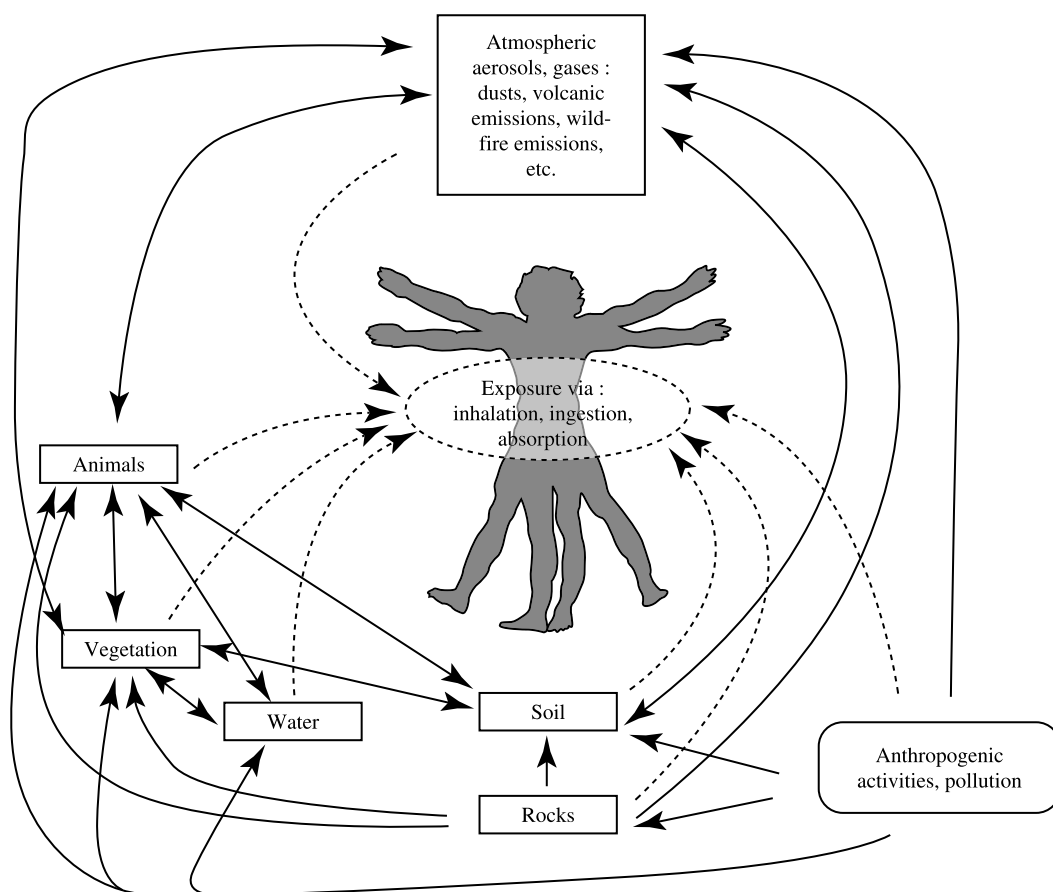 Atmospheric
aerosols, gases :
dusts, volcanic
emissions, wild-
fire emissions,
etc.
Exposure via :
inhalation, ingestion,
absorption
Animals
Vegetation
Water
Soil
Rocks
Anthropogenic
activities, pollution